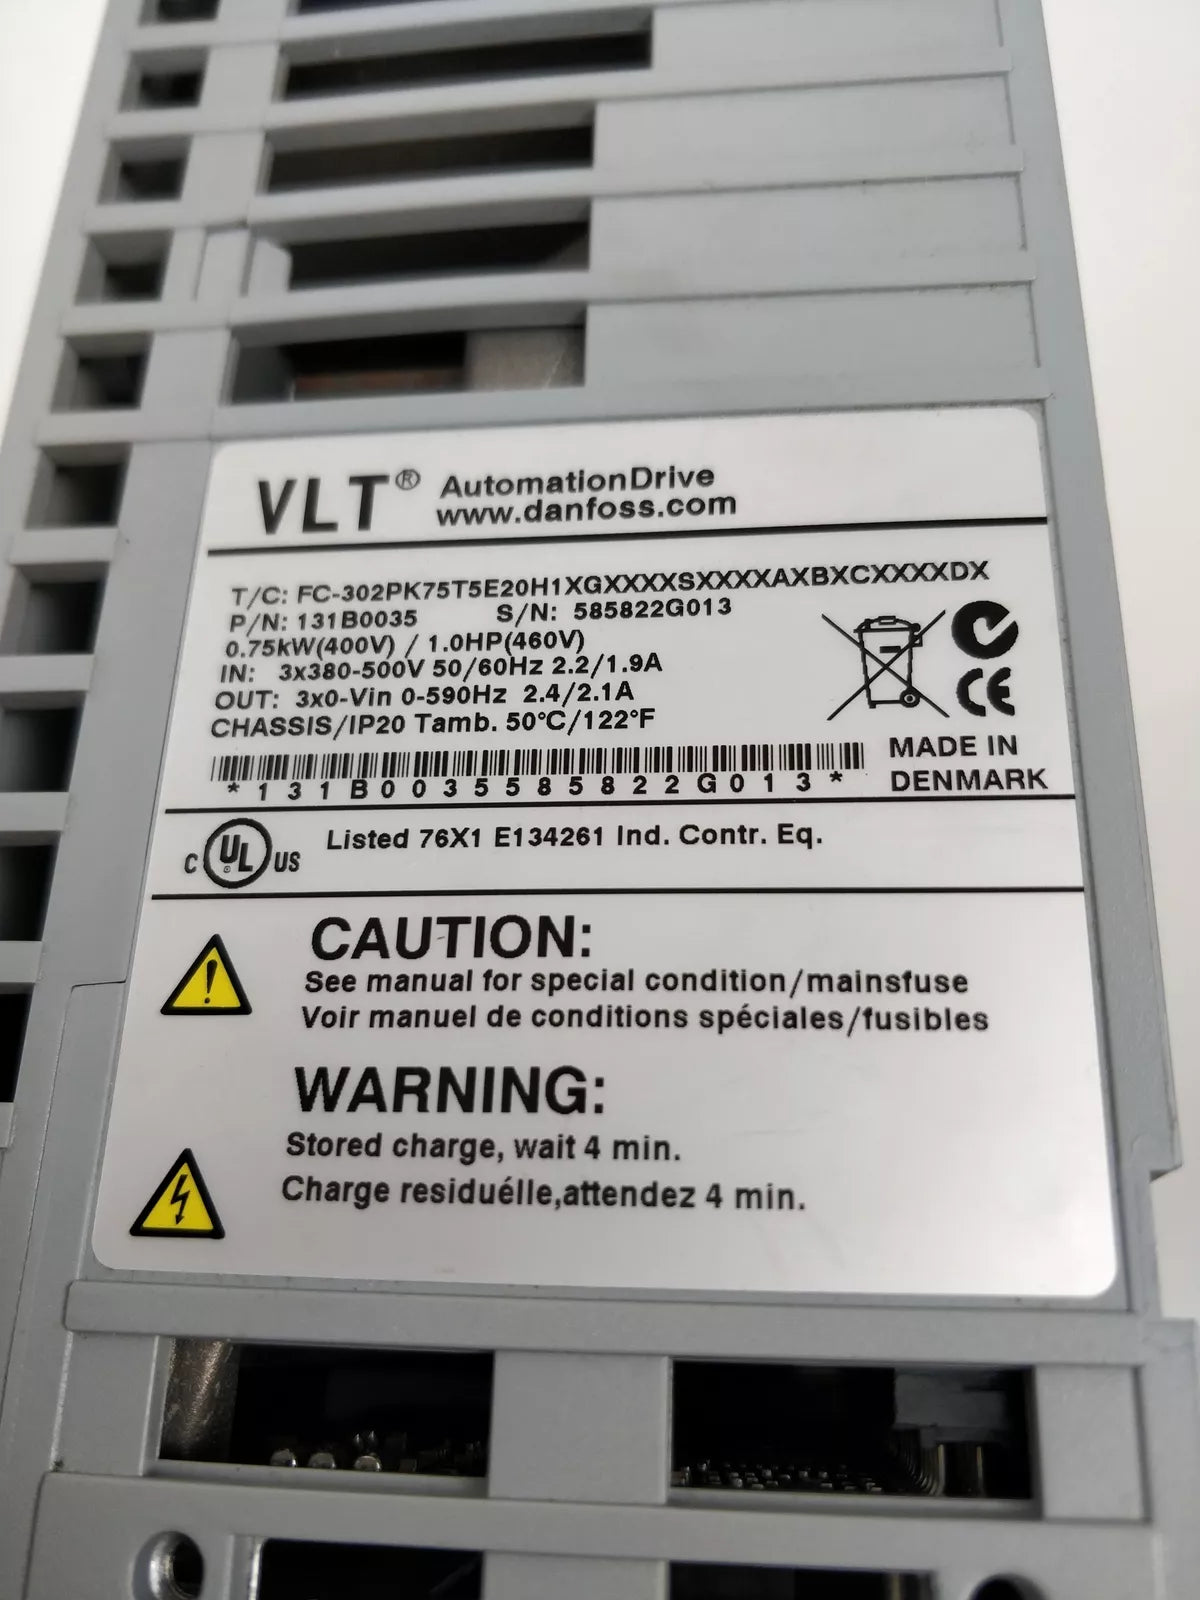 VLT® AutomationDrive
www.danfoss.com
T/C: FC-302PK75T5E20H1XGXXXXSXXXXAXBXCXXXXDX
P/N: 131B0035 S/N: 585822G013
0.75kW(400V) / 1.0HP(460V)
IN: 3x380-500V 50/60Hz 2.2/1.9A
OUT: 3x0-Vin 0-590Hz 2.4/2.1A
CHASSIS/IP20 Tamb. 50°C/122°F
CE
*131B0035585822G013*
MADE IN
DENMARK
C UL US Listed 76X1 E134261 Ind. Contr. Eq.
CAUTION:
See manual for special condition/mainsfuse
Voir manuel de conditions spéciales/fusibles
WARNING:
Stored charge, wait 4 min.
Charge residuélle,attendez 4 min.